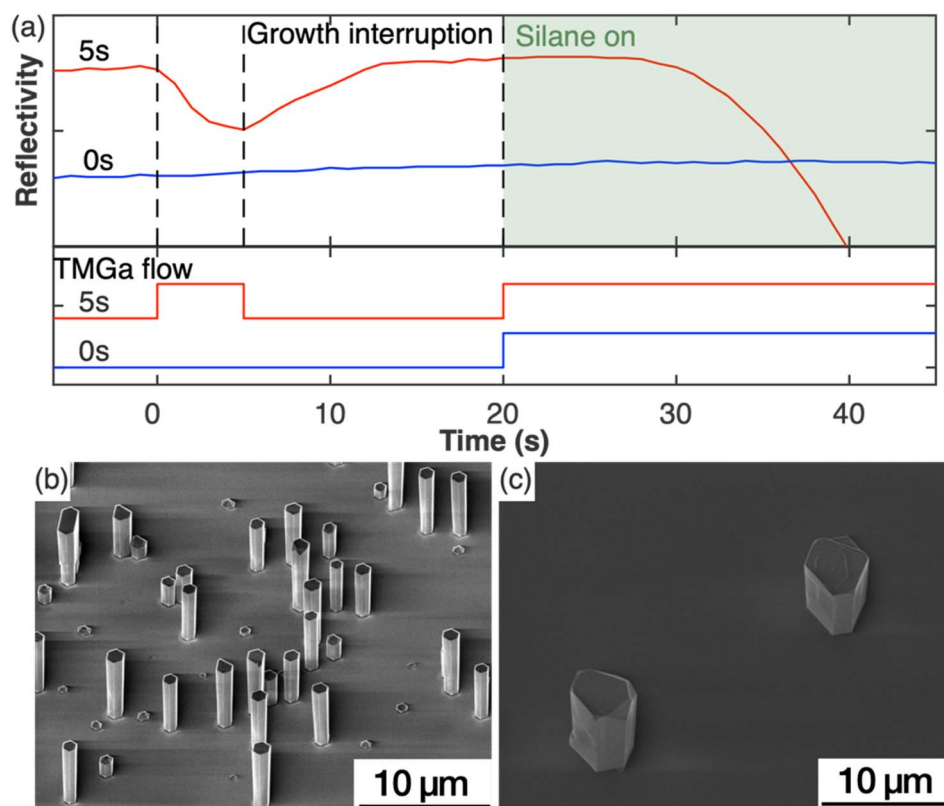 (a)
5s
Growth interruption
Silane on
0s
Reflectivity
TMGa flow
5s
0s
0
10
20
30
40
Time (s)
(b)
10 µm
(c)
10 µm